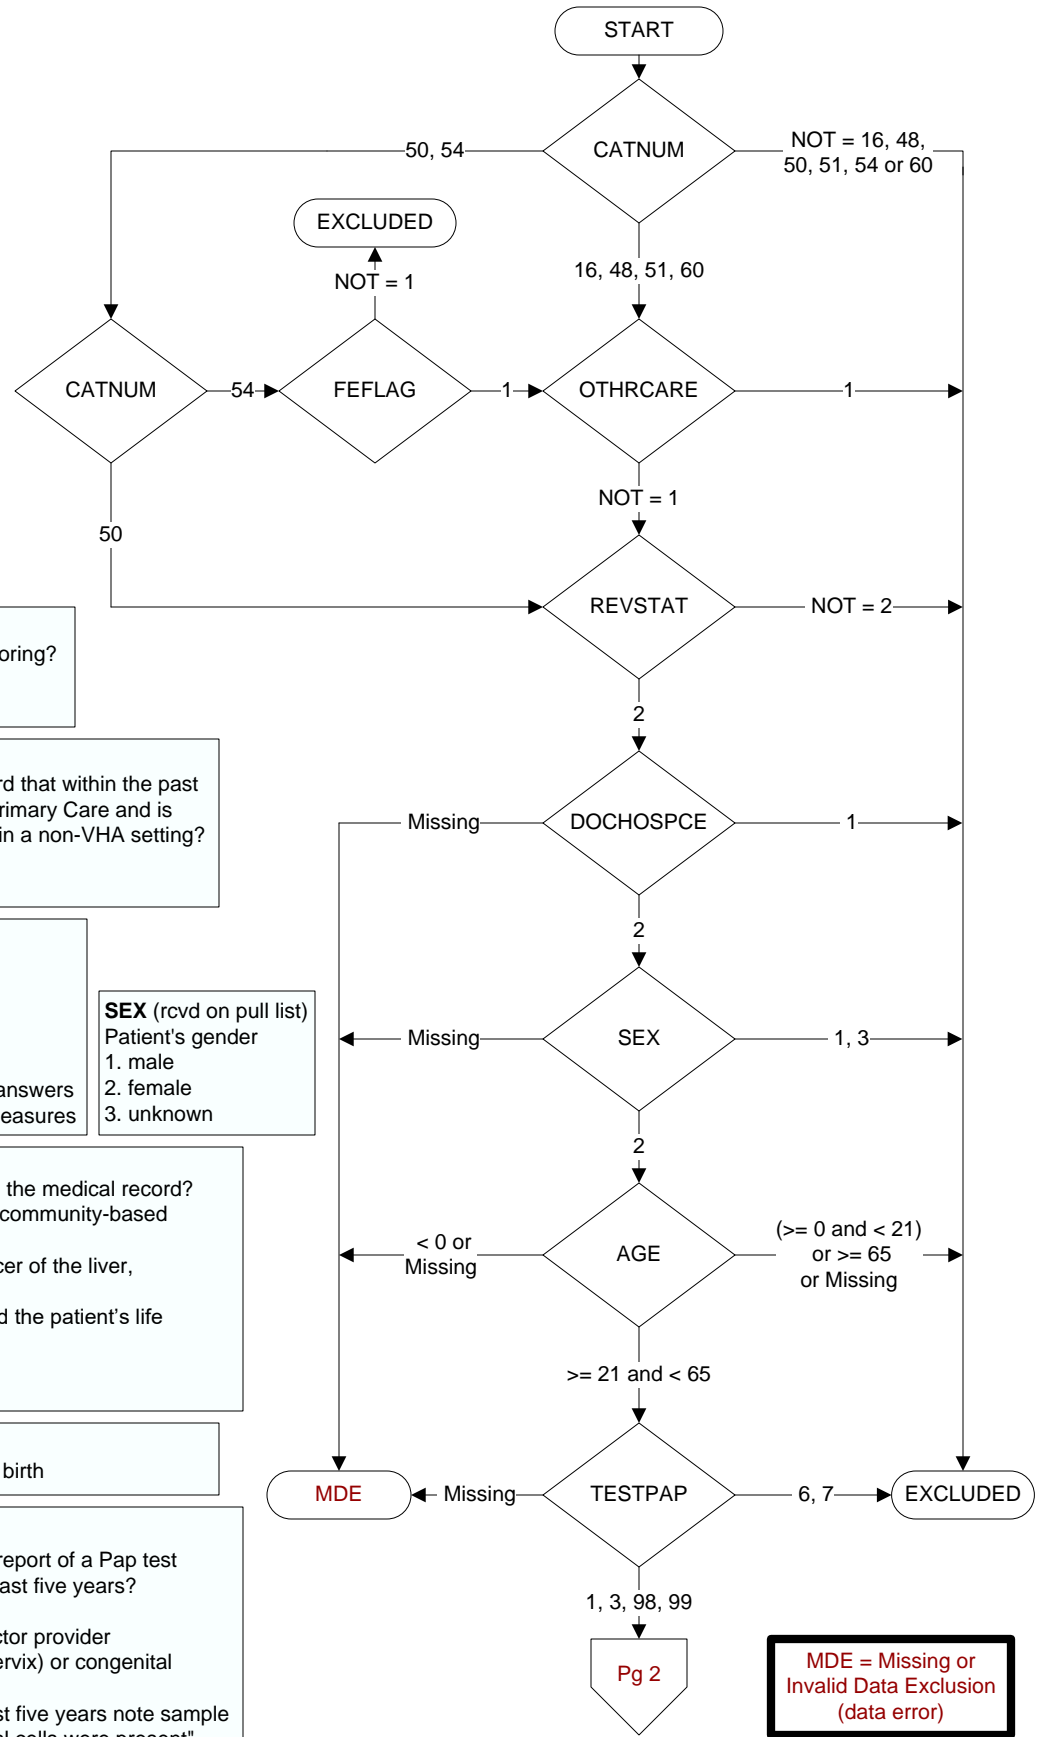 START
CATNUM
50, 54
NOT = 16, 48,
50, 51, 54 or 60
EXCLUDED
NOT = 1
16, 48, 51, 60
CATNUM
54
FEFLAG
1
OTHRCARE
1
NOT = 1
50
REVSTAT
NOT = 2
oring?
2
rd that within the past
rimary Care and is
in a non-VHA setting?
Missing
DOCHOSPCE
1
2
answers
easures
SEX (rcvd on pull list)
Patient's gender
1. male
2. female
3. unknown
Missing
SEX
1, 3
2
the medical record?
community-based
cer of the liver,
d the patient's life
< 0 or
Missing
AGE
(>= 0 and < 21)
or >= 65
or Missing
>= 21 and < 65
birth
MDE
Missing
TESTPAP
6, 7
EXCLUDED
report of a Pap test
ast five years?
ctor provider
ervix) or congenital
st five years note sample
l cells were present"
1, 3, 98, 99
Pg 2
MDE = Missing or
Invalid Data Exclusion
(data error)